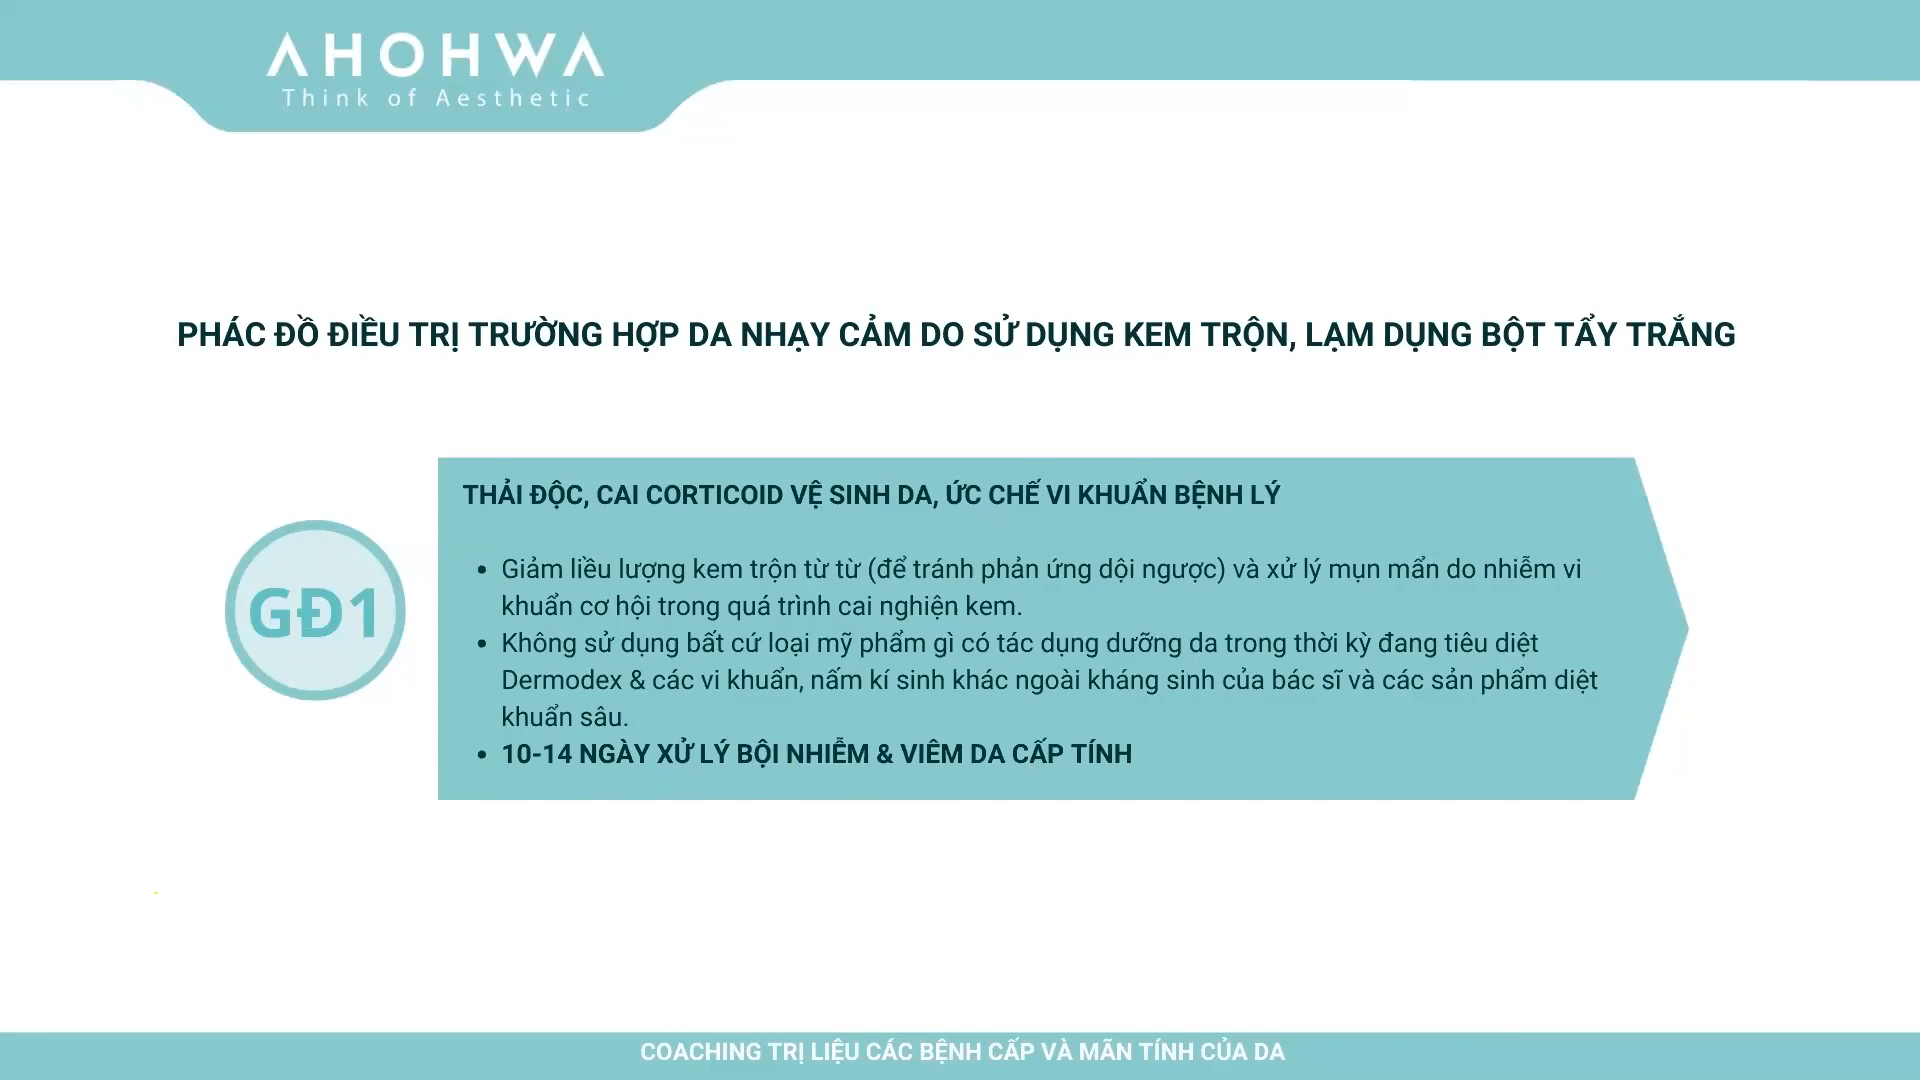 AHOHWA
Think of Aesthetic
PHÁC ĐỒ ĐIỀU TRỊ TRƯỜNG HỢP DA NHẠY CẢM DO SỬ DỤNG KEM TRỘN, LẠM DỤNG BỘT TẨY TRẮNG
GĐ1
THẢI ĐỘC, CAI CORTICOID VỆ SINH DA, ỨC CHẾ VI KHUẨN BỆNH LÝ
• Giảm liều lượng kem trộn từ từ (để tránh phản ứng dội ngược) và xử lý mụn mẩn do nhiễm vi
khuẩn cơ hội trong quá trình cai nghiện kem.
• Không sử dụng bất cứ loại mỹ phẩm gì có tác dụng dưỡng da trong thời kỳ đang tiêu diệt
Dermodex & các vi khuẩn, nấm kí sinh khác ngoài kháng sinh của bác sĩ và các sản phẩm diệt
khuẩn sâu.
• 10-14 NGÀY XỬ LÝ BỘI NHIỄM & VIÊM DA CẤP TÍNH
COACHING TRỊ LIỆU CÁC BỆNH CẤP VÀ MÃN TÍNH CỦA DA